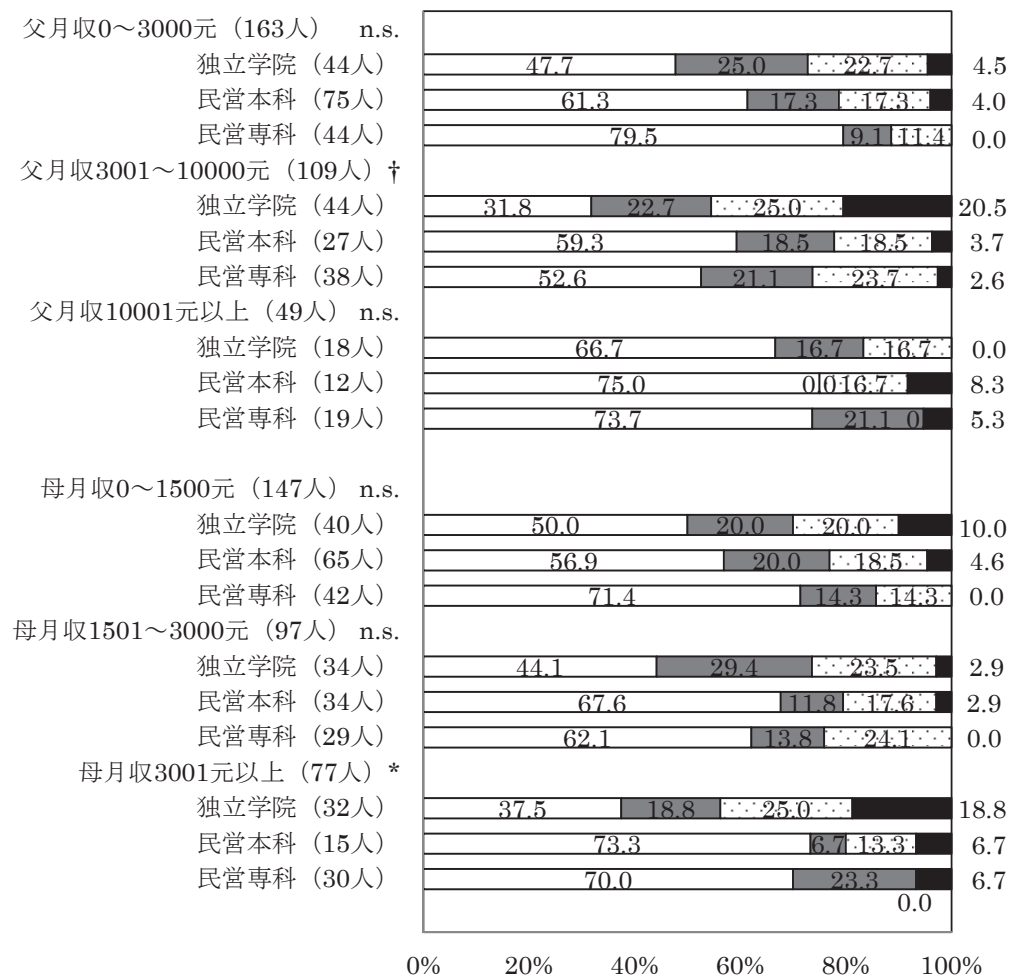 父月収0～3000元（163人） n.s.
独立学院（44人） 47.7 25.0 22.7 4.5
民営本科（75人） 61.3 17.3 17.3 4.0
民営専科（44人） 79.5 9.1 11.4 0.0
父月収3001～10000元（109人）†
独立学院（44人） 31.8 22.7 25.0 20.5
民営本科（27人） 59.3 18.5 18.5 3.7
民営専科（38人） 52.6 21.1 23.7 2.6
父月収10001元以上（49人） n.s.
独立学院（18人） 66.7 16.7 16.7 0.0
民営本科（12人） 75.0 0.0 16.7 8.3
民営専科（19人） 73.7 21.1 0 5.3
母月収0～1500元（147人） n.s.
独立学院（40人） 50.0 20.0 20.0 10.0
民営本科（65人） 56.9 20.0 18.5 4.6
民営専科（42人） 71.4 14.3 14.3 0.0
母月収1501～3000元（97人） n.s.
独立学院（34人） 44.1 29.4 23.5 2.9
民営本科（34人） 67.6 11.8 17.6 2.9
民営専科（29人） 62.1 13.8 24.1 0.0
母月収3001元以上（77人）*
独立学院（32人） 37.5 18.8 25.0 18.8
民営本科（15人） 73.3 6.7 13.3 6.7
民営専科（30人） 70.0 23.3 6.7
0.0
0% 20% 40% 60% 80% 100%